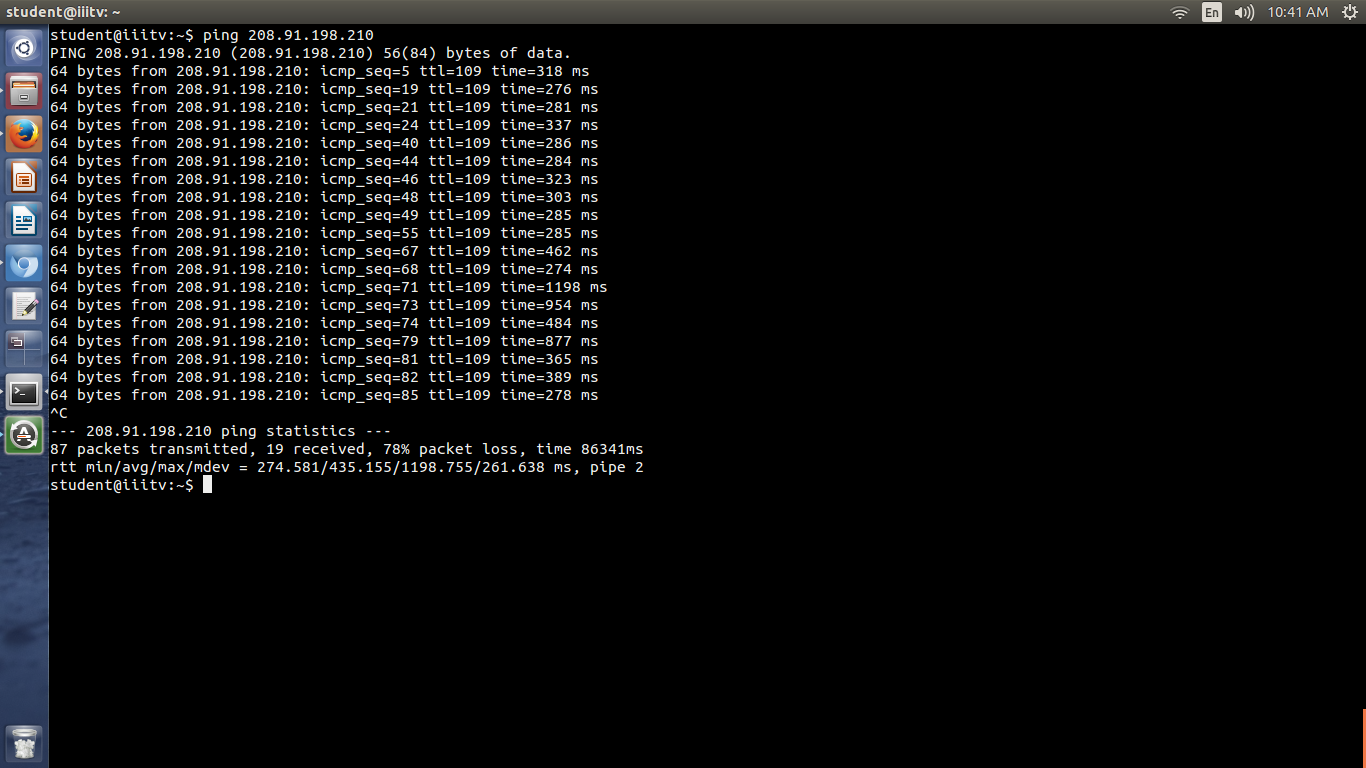 student@iiitv: ~
En
10:41 AM
student@iiitv:~$ ping 208.91.198.210
PING 208.91.198.210 (208.91.198.210) 56(84) bytes of data.
64 bytes from 208.91.198.210: icmp_seq=5 ttl=109 time=318 ms
64 bytes from 208.91.198.210: icmp_seq=19 ttl=109 time=276 ms
64 bytes from 208.91.198.210: icmp_seq=21 ttl=109 time=281 ms
64 bytes from 208.91.198.210: icmp_seq=24 ttl=109 time=337 ms
64 bytes from 208.91.198.210: icmp_seq=40 ttl=109 time=286 ms
64 bytes from 208.91.198.210: icmp_seq=44 ttl=109 time=284 ms
64 bytes from 208.91.198.210: icmp_seq=46 ttl=109 time=323 ms
64 bytes from 208.91.198.210: icmp_seq=48 ttl=109 time=303 ms
64 bytes from 208.91.198.210: icmp_seq=49 ttl=109 time=285 ms
64 bytes from 208.91.198.210: icmp_seq=55 ttl=109 time=285 ms
64 bytes from 208.91.198.210: icmp_seq=67 ttl=109 time=462 ms
64 bytes from 208.91.198.210: icmp_seq=68 ttl=109 time=274 ms
64 bytes from 208.91.198.210: icmp_seq=71 ttl=109 time=1198 ms
64 bytes from 208.91.198.210: icmp_seq=73 ttl=109 time=954 ms
64 bytes from 208.91.198.210: icmp_seq=74 ttl=109 time=484 ms
64 bytes from 208.91.198.210: icmp_seq=79 ttl=109 time=877 ms
64 bytes from 208.91.198.210: icmp_seq=81 ttl=109 time=365 ms
64 bytes from 208.91.198.210: icmp_seq=82 ttl=109 time=389 ms
64 bytes from 208.91.198.210: icmp_seq=85 ttl=109 time=278 ms
^C
--- 208.91.198.210 ping statistics ---
87 packets transmitted, 19 received, 78% packet loss, time 86341ms
rtt min/avg/max/mdev = 274.581/435.155/1198.755/261.638 ms, pipe 2
student@iiitv:~$